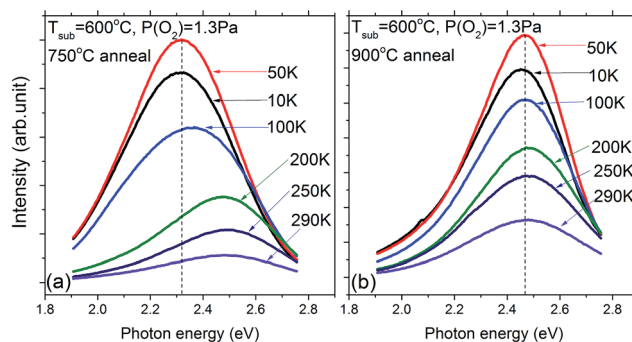 T_sub=600°C, P(O₂)=1.3Pa
750°C anneal
50K
10K
100K
200K
250K
290K
(a)
Intensity (arb.unit)
1.8 2.0 2.2 2.4 2.6 2.8
Photon energy (eV)
T_sub=600°C, P(O₂)=1.3Pa
900°C anneal
50K
10K
100K
200K
250K
290K
(b)
1.8 2.0 2.2 2.4 2.6 2.8
Photon energy (eV)